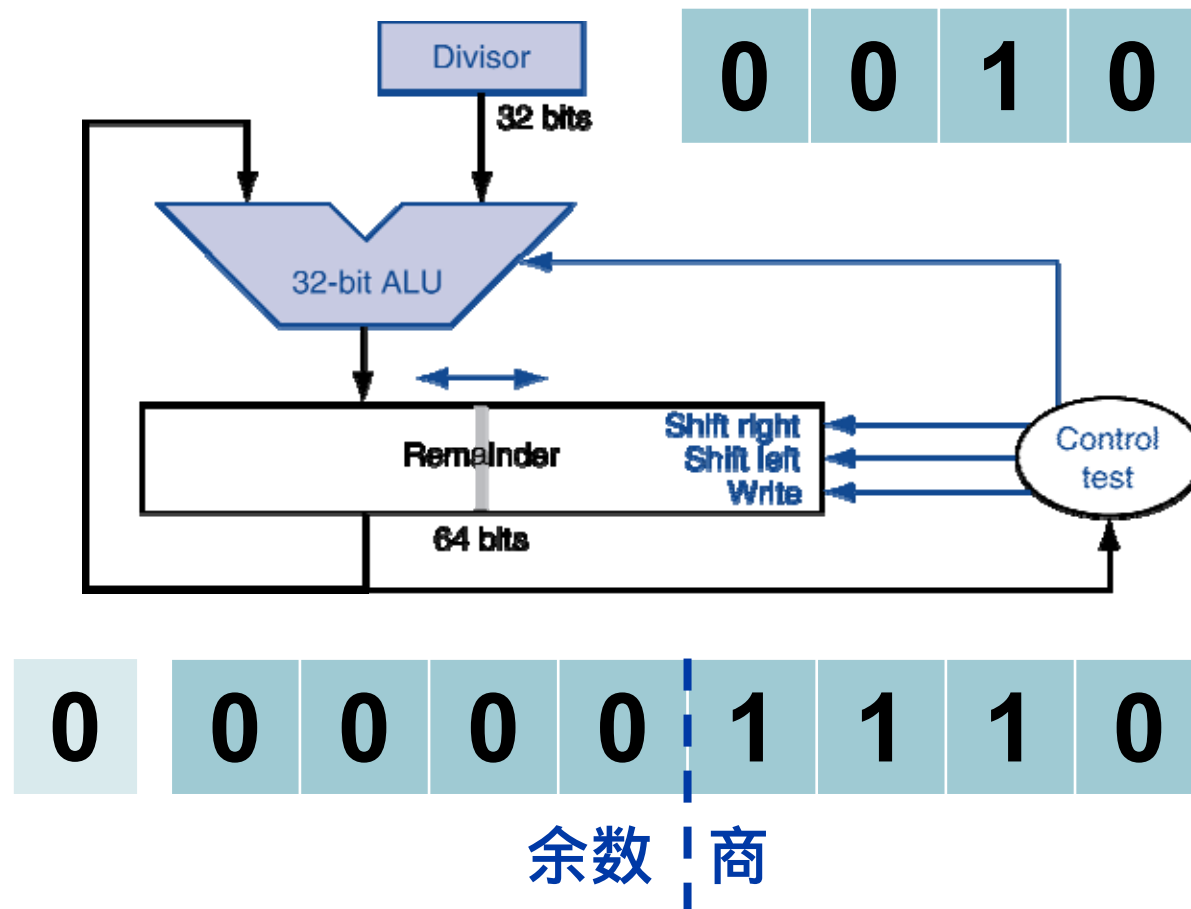 Divisor
0 0 1 0
32 bits
32-bit ALU
Remainder
Shift right
Shift left
Write
Control
test
64 bits
0 0 0 0 0 1 1 1 0
余数 商